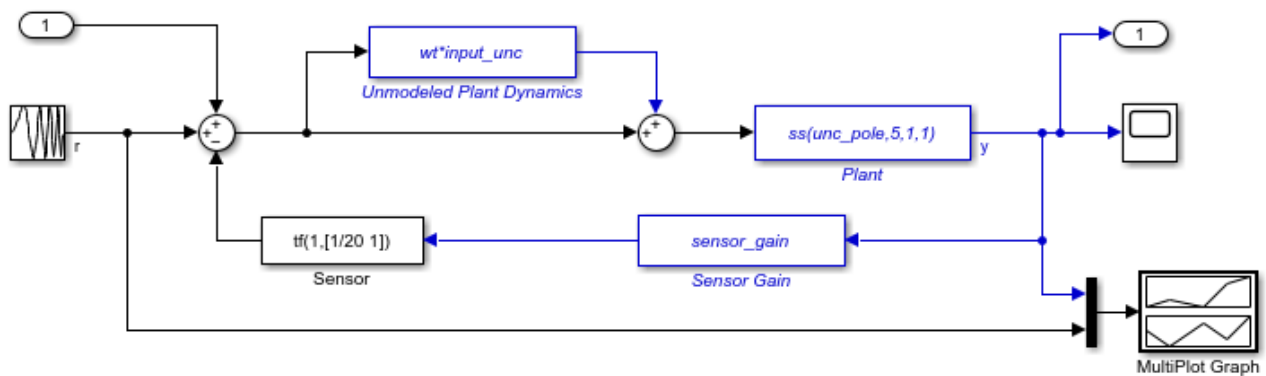 1
1
wt*input_unc
Unmodeled Plant Dynamics
r
ss(unc_pole,5,1,1)
y
Plant
tf(1,[1/20 1])
sensor_gain
Sensor
Sensor Gain
MultiPlot Graph